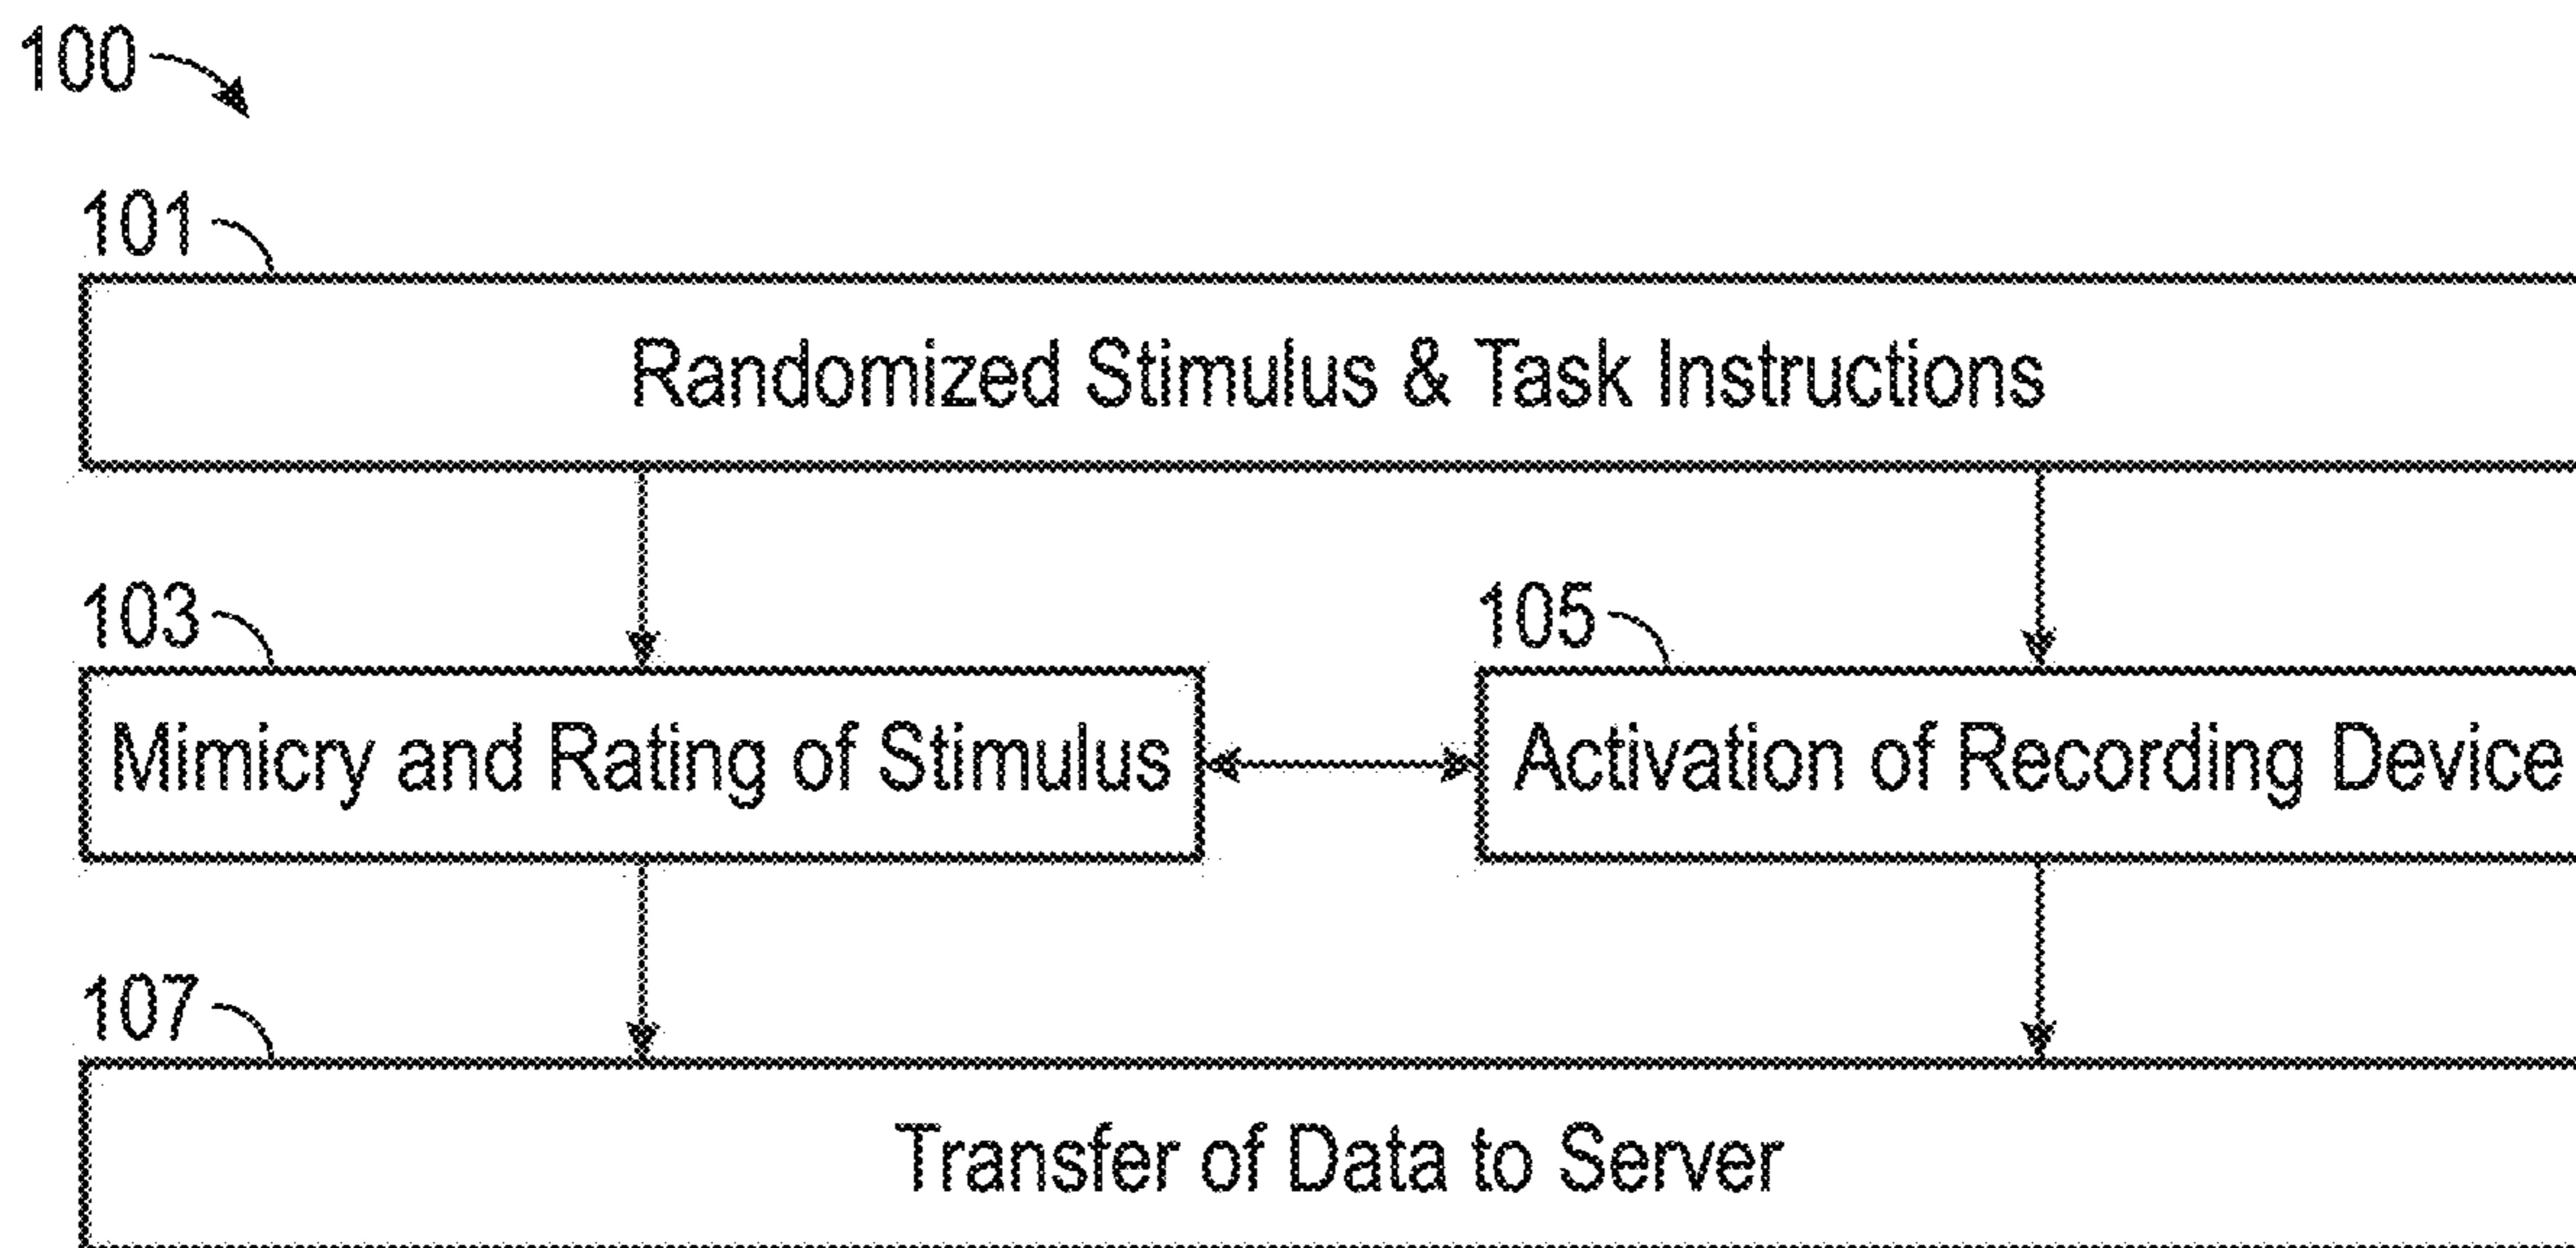 100
101
Randomized Stimulus & Task Instructions
103
105
Mimicry and Rating of Stimulus
Activation of Recording Device
107
Transfer of Data to Server